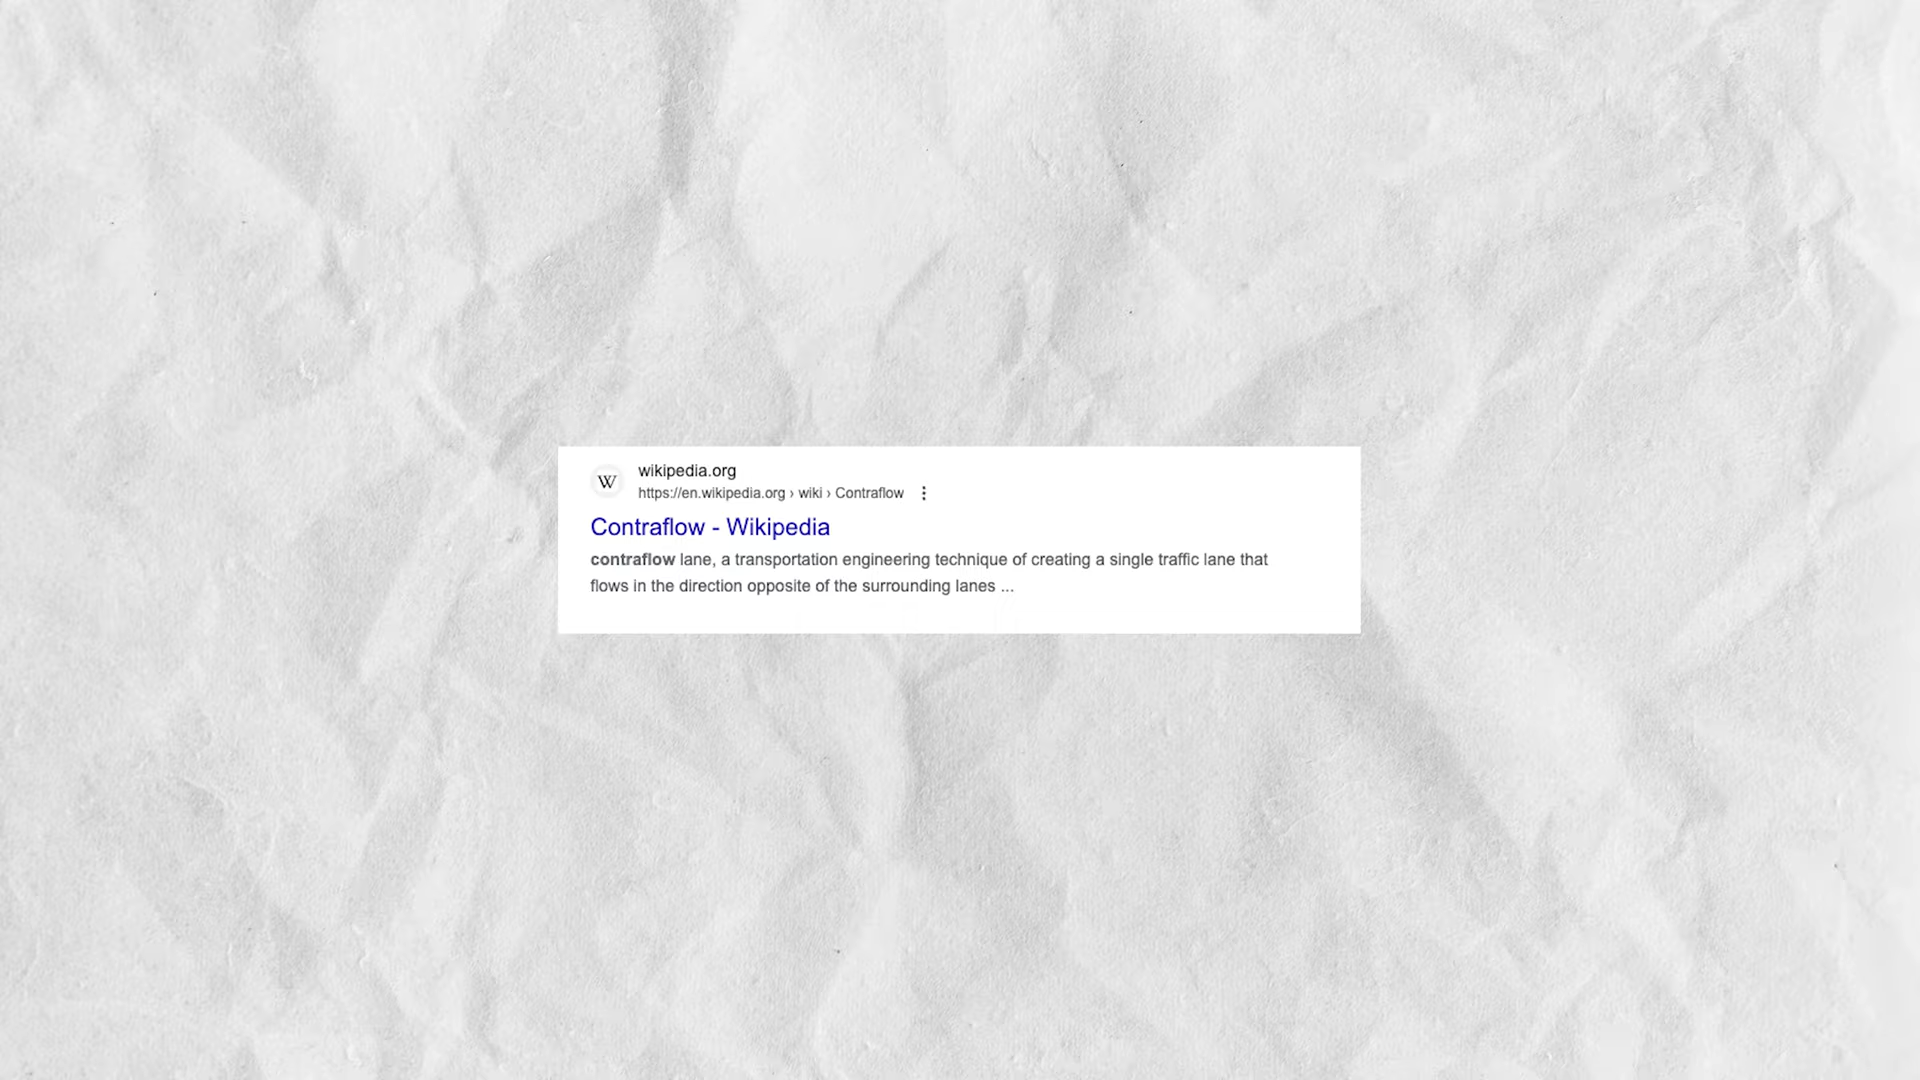 W
wikipedia.org
https://en.wikipedia.org › wiki › Contraflow
Contraflow - Wikipedia
contraflow lane, a transportation engineering technique of creating a single traffic lane that
flows in the direction opposite of the surrounding lanes ...